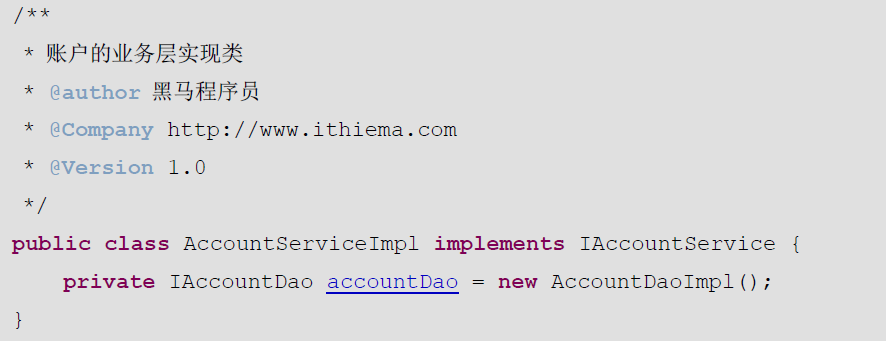 /**
 * 账户的业务层实现类
 * @author 黑马程序员
 * @Company http://www.ithiema.com
 * @Version 1.0
 */
public class AccountServiceImpl implements IAccountService {
    private IAccountDao accountDao = new AccountDaoImpl();
}